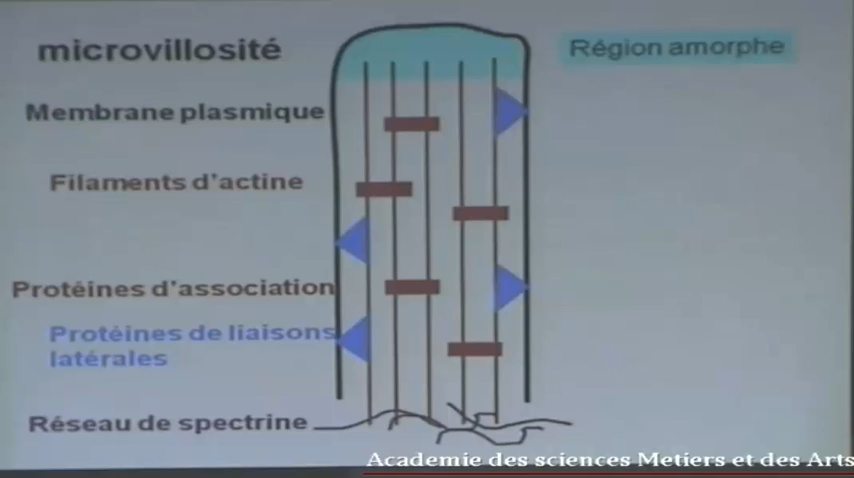 microvillosité
Région amorphe
Membrane plasmique
Filaments d'actine
Protéines d'association
Protéines de liaisons
latérales
Réseau de spectrine
Academie des sciences Metiers et des Arts